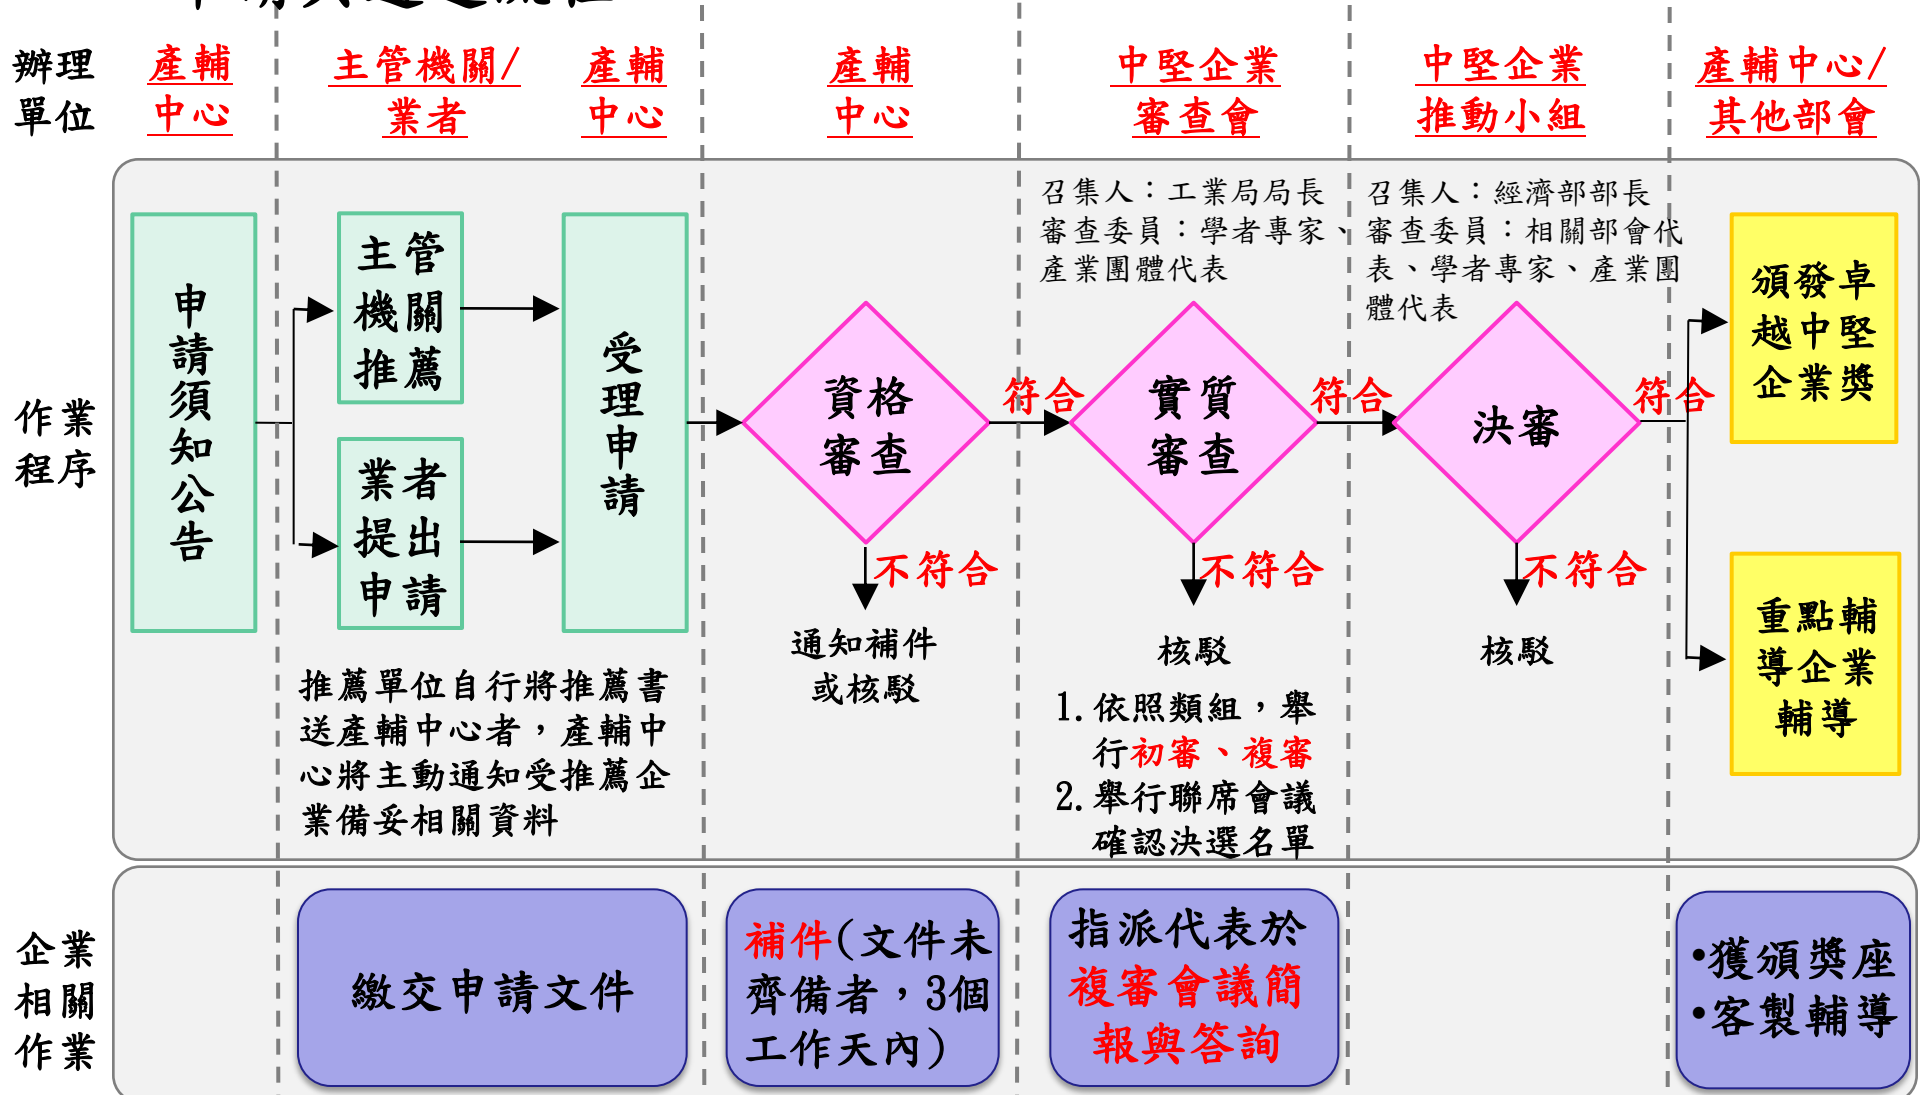 申請與遴選流程
辦理
單位
產輔
中心
主管機關/
業者
產輔
中心
產輔
中心
中堅企業
審查會
中堅企業
推動小組
產輔中心/
其他部會
作業
程序
申
請
須
知
公
告
主管
機關
推薦
業者
提出
申請
受
理
申
請
推薦單位自行將推薦書
送產輔中心者，產輔中
心將主動通知受推薦企
業備妥相關資料
資格
審查
符合
不符合
通知補件
或核駁
召集人：工業局局長
審查委員：學者專家、
產業團體代表
實質
審查
符合
不符合
核駁
1.依照類組，舉
行初審、複審
2.舉行聯席會議
確認決選名單
召集人：經濟部部長
審查委員：相關部會代
表、學者專家、產業團
體代表
決審
符合
不符合
核駁
頒發卓
越中堅
企業獎
重點輔
導企業
輔導
企業
相關
作業
繳交申請文件
補件(文件未
齊備者，3個
工作天內)
指派代表於
複審會議簡
報與答詢
•獲頒獎座
•客製輔導